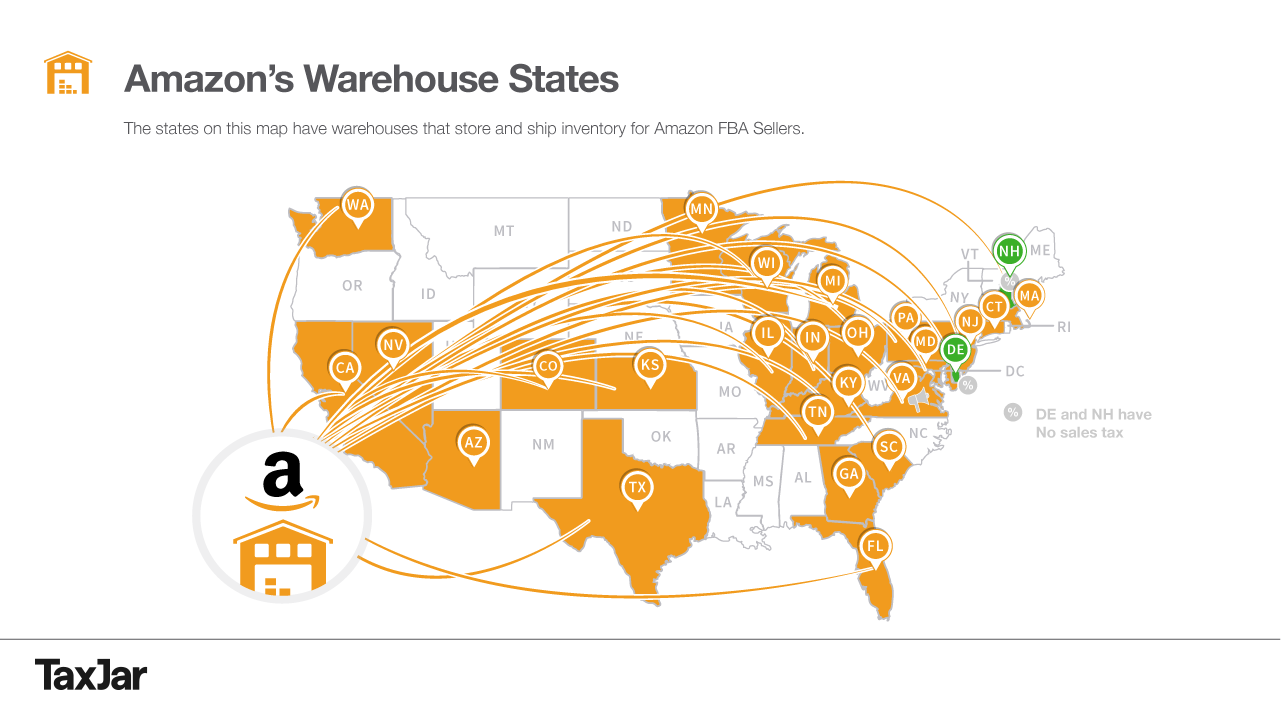 Amazon's Warehouse States
The states on this map have warehouses that store and ship inventory for Amazon FBA Sellers.
WA
MN
MT
ND
VT
NH
ME
WI
MI
OR
ID
NY
CT
MA
PA
NJ
RI
NV
IA
IL
IN
OH
MD
DE
NE
CA
CO
KS
KY
WV
VA
DC
%
%
MO
TN
% DE and NH have
No sales tax
AZ
NM
OK
AR
NC
SC
MS
AL
GA
TX
LA
FL
a
TaxJar